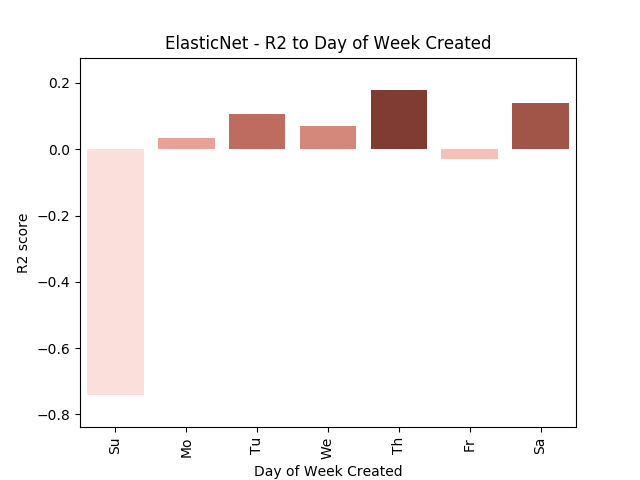 ElasticNet - R2 to Day of Week Created
0.2
0.0
−0.2
−0.4
−0.6
−0.8
R2 score
Su
Mo
Tu
We
Th
Fr
Sa
Day of Week Created